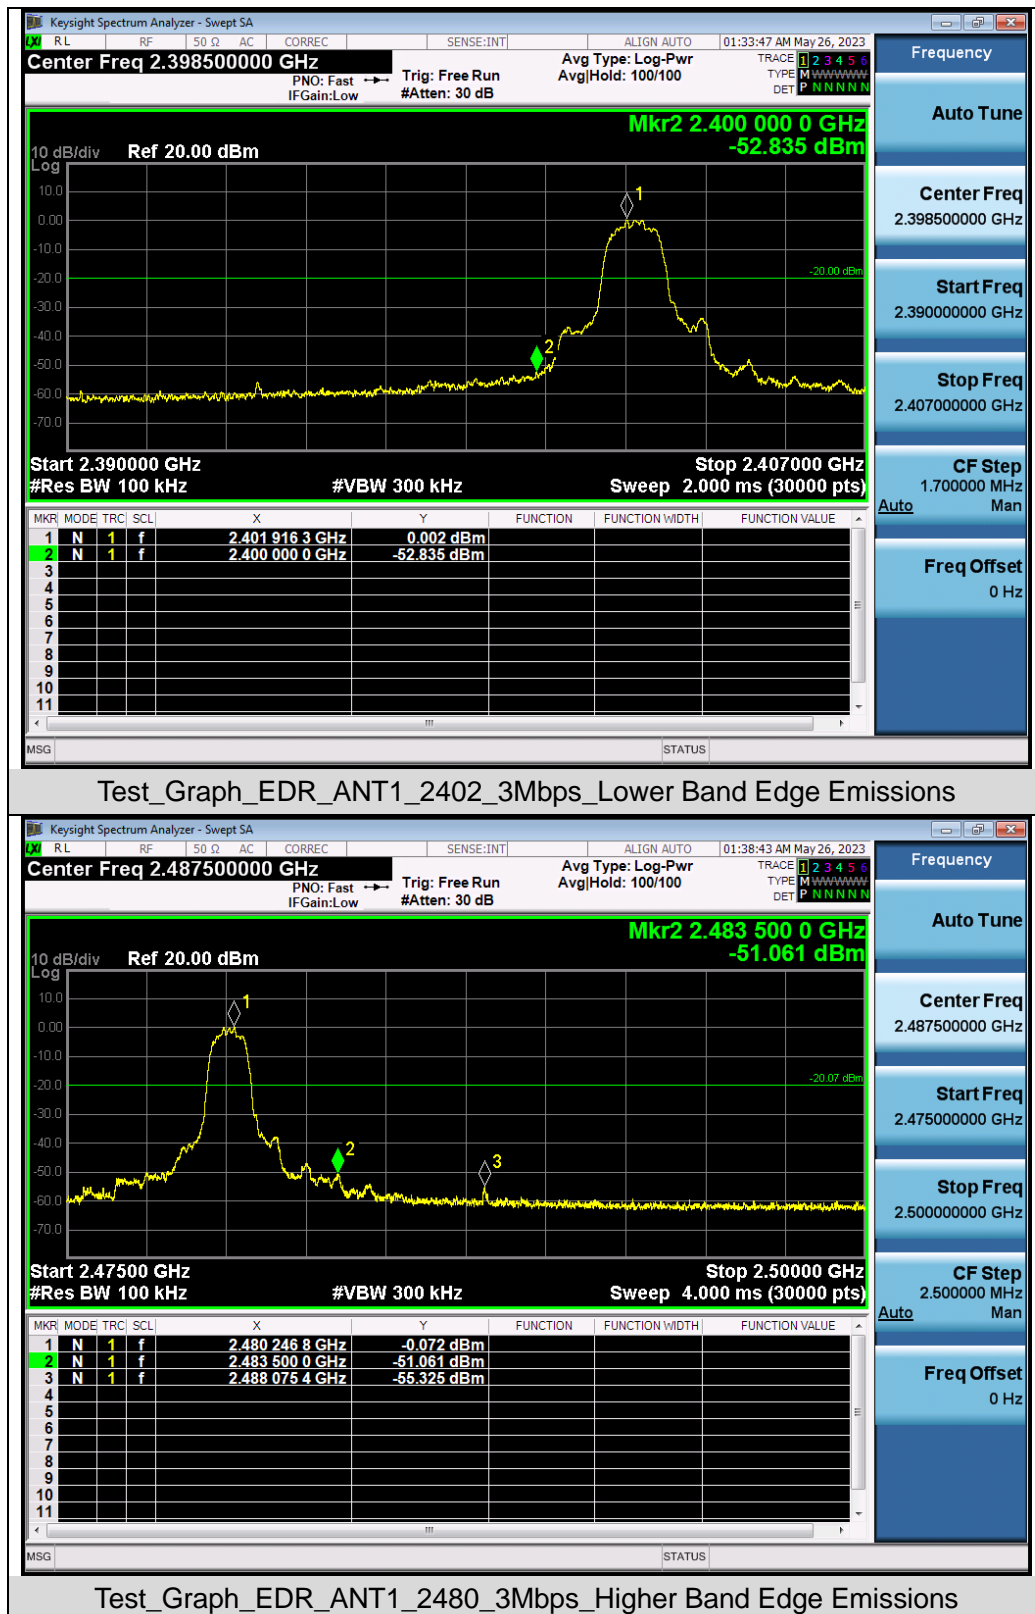 Keysight Spectrum Analyzer - Swept SA
LXI RL RF 50 Ω AC CORREC SENSE:INT ALIGN AUTO 01:33:47 AM May 26, 2023
Center Freq 2.398500000 GHz
PNO: Fast
IFGain:Low
Trig: Free Run
#Atten: 30 dB
Avg Type: Log-Pwr
Avg|Hold: 100/100
TRACE 1 2 3 4 5 6
TYPE M WWWWW
DET P N N N N N
Mkr2 2.400 000 0 GHz
-52.835 dBm
10 dB/div Ref 20.00 dBm
Log
10.0
0.00
-10.0
-20.0
-30.0
-40.0
-50.0
-60.0
-70.0
1
2
-20.00 dBm
Start 2.390000 GHz Stop 2.407000 GHz
#Res BW 100 kHz #VBW 300 kHz Sweep 2.000 ms (30000 pts)
MKR MODE TRC SCL X Y FUNCTION FUNCTION WIDTH FUNCTION VALUE
1 N 1 f 2.401 916 3 GHz 0.002 dBm
2 N 1 f 2.400 000 0 GHz -52.835 dBm
3
4
5
6
7
8
9
10
11
MSG STATUS
Frequency
Auto Tune
Center Freq
2.398500000 GHz
Start Freq
2.390000000 GHz
Stop Freq
2.407000000 GHz
CF Step
1.700000 MHz
Auto Man
Freq Offset
0 Hz
Test_Graph_EDR_ANT1_2402_3Mbps_Lower Band Edge Emissions
Keysight Spectrum Analyzer - Swept SA
LXI RL RF 50 Ω AC CORREC SENSE:INT ALIGN AUTO 01:38:43 AM May 26, 2023
Center Freq 2.487500000 GHz
PNO: Fast
IFGain:Low
Trig: Free Run
#Atten: 30 dB
Avg Type: Log-Pwr
Avg|Hold: 100/100
TRACE 1 2 3 4 5 6
TYPE M WWWWW
DET P N N N N N
Mkr2 2.483 500 0 GHz
-51.061 dBm
10 dB/div Ref 20.00 dBm
Log
10.0
0.00
-10.0
-20.0
-30.0
-40.0
-50.0
-60.0
-70.0
1
2
3
-20.07 dBm
Start 2.47500 GHz Stop 2.50000 GHz
#Res BW 100 kHz #VBW 300 kHz Sweep 4.000 ms (30000 pts)
MKR MODE TRC SCL X Y FUNCTION FUNCTION WIDTH FUNCTION VALUE
1 N 1 f 2.480 246 8 GHz -0.072 dBm
2 N 1 f 2.483 500 0 GHz -51.061 dBm
3 N 1 f 2.488 075 4 GHz -55.325 dBm
4
5
6
7
8
9
10
11
MSG STATUS
Frequency
Auto Tune
Center Freq
2.487500000 GHz
Start Freq
2.475000000 GHz
Stop Freq
2.500000000 GHz
CF Step
2.500000 MHz
Auto Man
Freq Offset
0 Hz
Test_Graph_EDR_ANT1_2480_3Mbps_Higher Band Edge Emissions